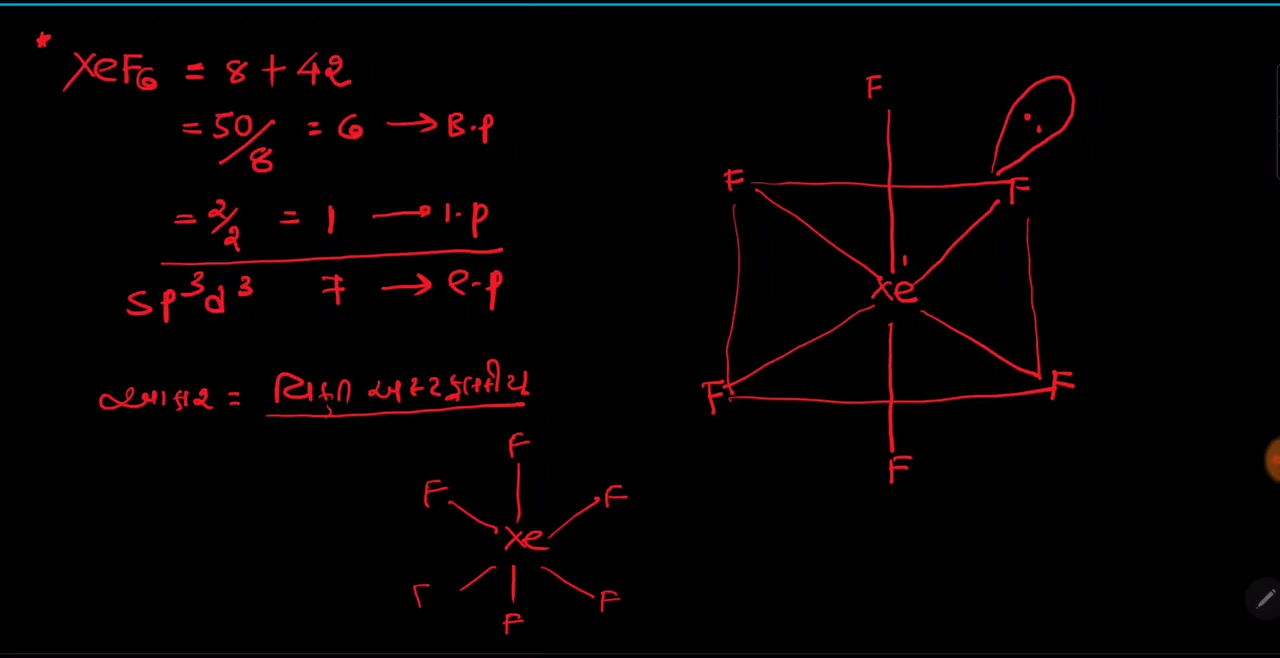 * XeF₆ = 8 + 42
= 50/8 = 6 → B.p
= 2/2 = 1 → l.p
sp³d³ 7 → e-p
આકાર = વિકૃત અષ્ટફલકીય
F
F F
Xe
F
F
F
F F
Xe
F F
F